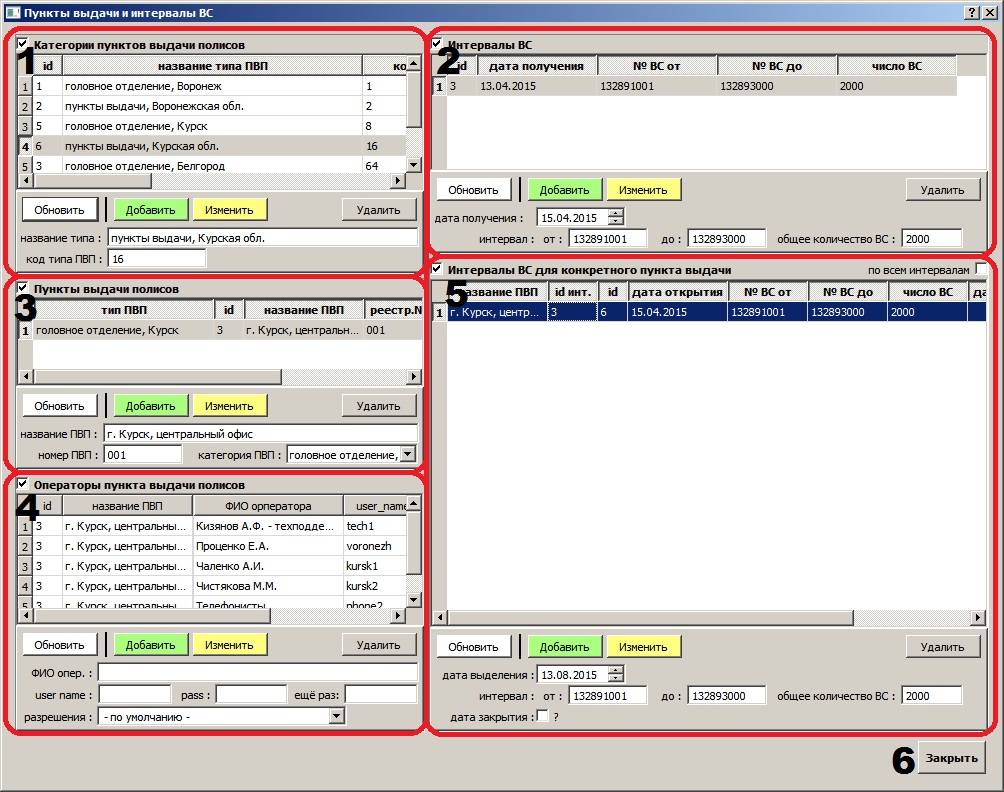 Пункты выдачи и интервалы ВС
1
Категории пунктов выдачи полисов
id название типа ПВП ко
1 1 головное отделение, Воронеж 1
2 2 пункты выдачи, Воронежская обл. 2
3 5 головное отделение, Курск 8
4 6 пункты выдачи, Курская обл. 16
5 3 головное отделение, Белгород 64
Обновить Добавить Изменить Удалить
название типа : пункты выдачи, Курская обл.
код типа ПВП : 16
2
Интервалы ВС
id дата получения № ВС от № ВС до число ВС
1 3 13.04.2015 132891001 132893000 2000
Обновить Добавить Изменить Удалить
дата получения : 15.04.2015
интервал : от : 132891001 до : 132893000 общее количество ВС : 2000
3
Пункты выдачи полисов
тип ПВП id название ПВП реестр.N
1 головное отделение, Курск 3 г. Курск, центральн... 001
Обновить Добавить Изменить Удалить
название ПВП : г. Курск, центральный офис
номер ПВП : 001 категория ПВП : головное отделение,
4
Операторы пункта выдачи полисов
id название ПВП ФИО орператора user_name
1 3 г. Курск, центральны... Кизянов А.Ф. - техподде... tech1
2 3 г. Курск, центральны... Проценко Е.А. voronezh
3 3 г. Курск, центральны... Чаленко А.И. kursk1
4 3 г. Курск, центральны... Чистякова М.М. kursk2
5 3 г. Курск, центральны... Телефонисты phone2
Обновить Добавить Изменить Удалить
ФИО опер. :
user name : pass : ещё раз:
разрешения : - по умолчанию -
5
Интервалы ВС для конкретного пункта выдачи по всем интервалам
название ПВП id инт. id дата открытия № ВС от № ВС до число ВС да
1 г. Курск, центр... 3 6 15.04.2015 132891001 132893000 2000
Обновить Добавить Изменить Удалить
дата выделения : 13.08.2015
интервал : от : 132891001 до : 132893000 общее количество ВС : 2000
дата закрытия : ?
6 Закрыть